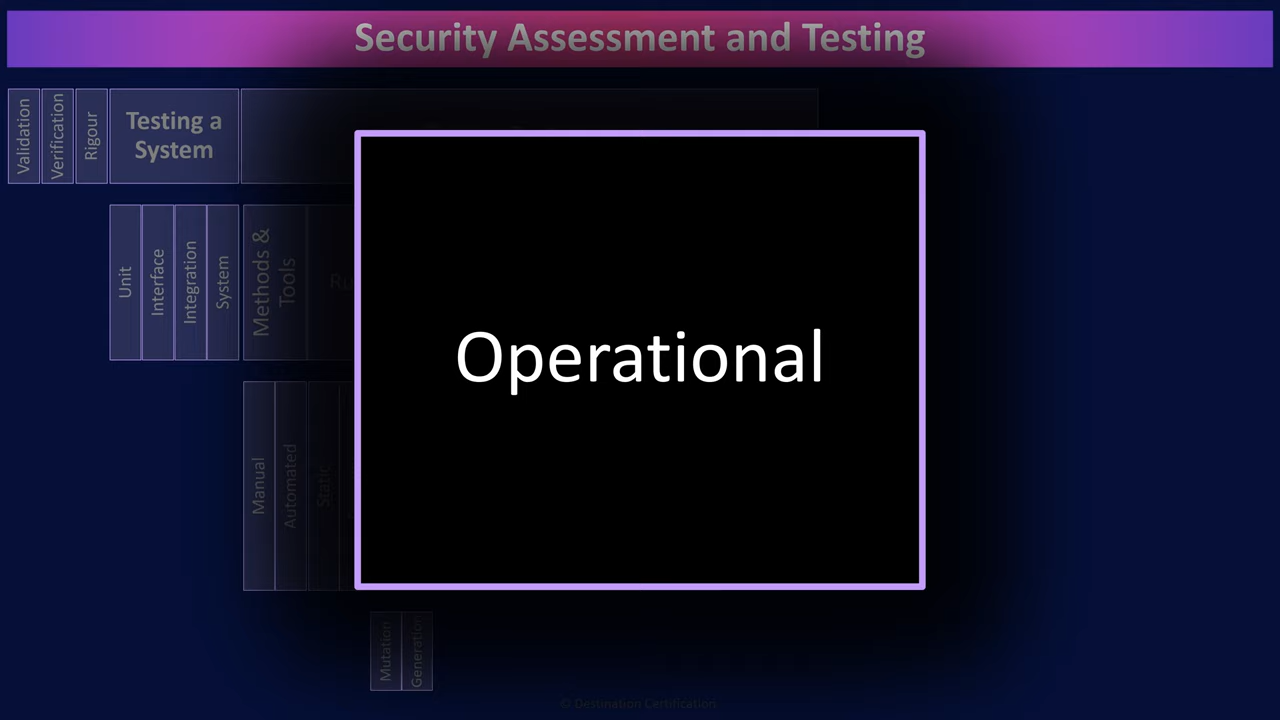 Security Assessment and Testing
Validation
Verification
Rigour
Testing a
System
Unit
Interface
Integration
System
Methods &
Tools
Operational
Manual
Automated
Static
Mutation
Generation
© Destination Certification